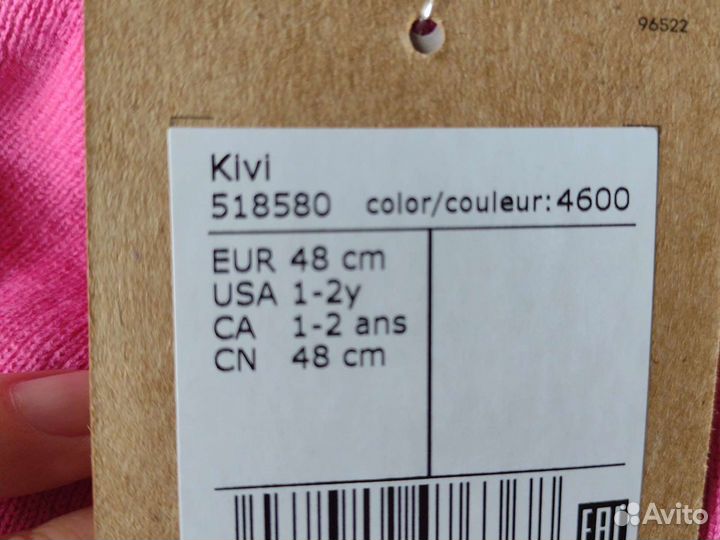 96522
Kivi
518580 color/couleur: 4600
EUR 48 cm
USA 1-2y
CA 1-2 ans
CN 48 cm
EAC
Avito